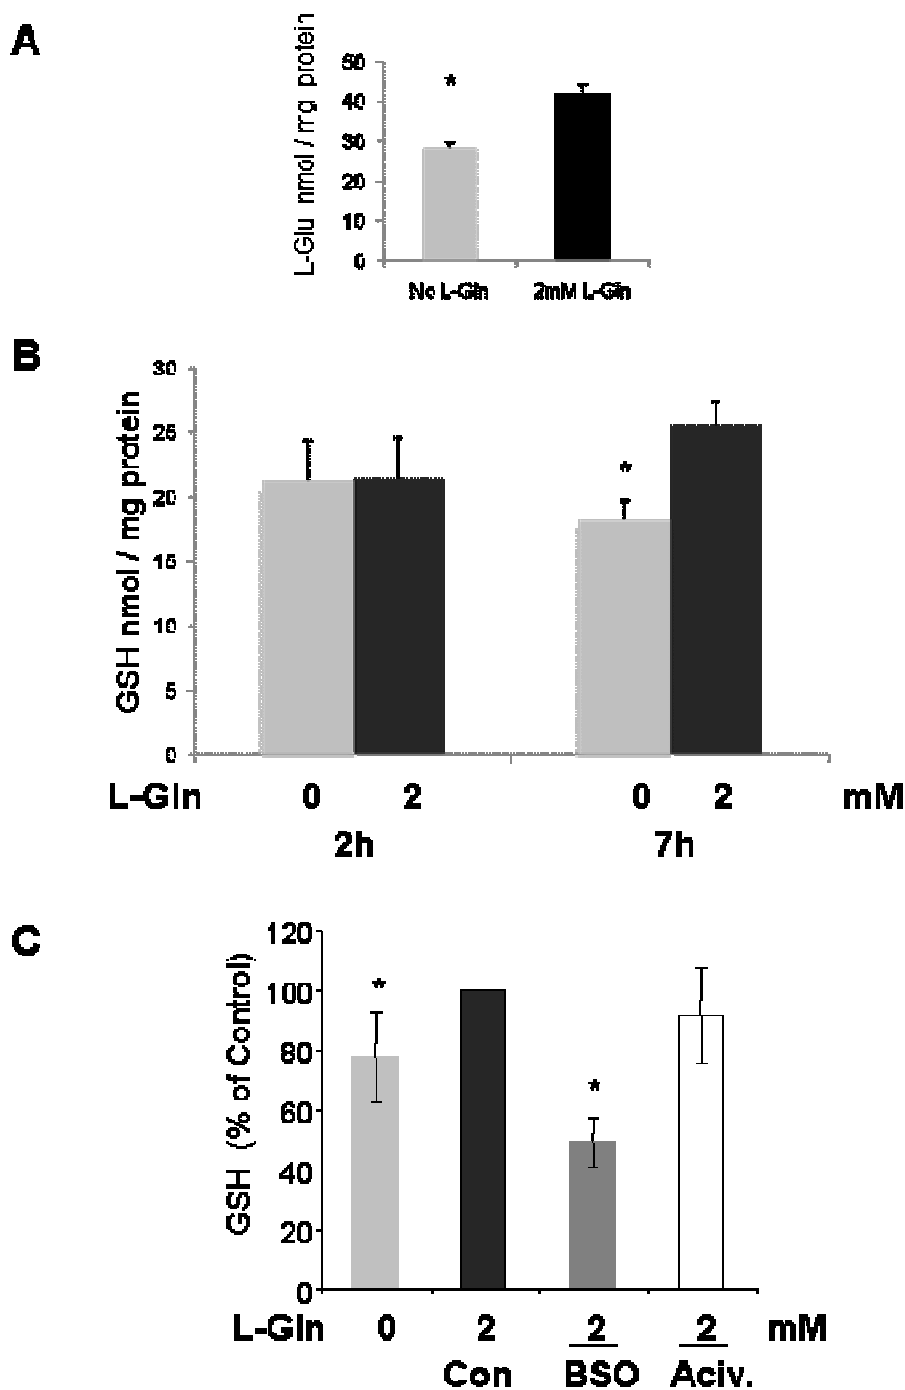 A
L-Glu nmol / mg protein
50
40
30
20
10
0
*
No L-Gln
2mM L-Gln
B
GSH nmol / mg protein
30
25
20
15
10
5
0
*
L-Gln 0 2 0 2 mM
2h 7h
C
GSH (% of Control)
120
100
80
60
40
20
0
*
*
L-Gln 0 2 2 2 mM
Con BSO Aciv.